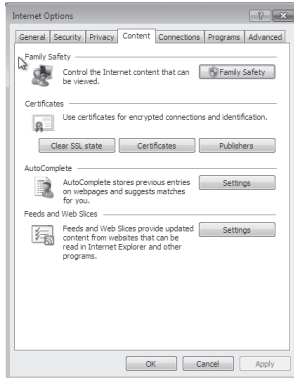 Internet Options
General Security Privacy Content Connections Programs Advanced
Family Safety
Control the Internet content that can
be viewed.
Family Safety
Certificates
Use certificates for encrypted connections and identification.
Clear SSL state Certificates Publishers
AutoComplete
AutoComplete stores previous entries
on webpages and suggests matches
for you.
Settings
Feeds and Web Slices
Feeds and Web Slices provide updated
content from websites that can be
read in Internet Explorer and other
programs.
Settings
OK Cancel Apply